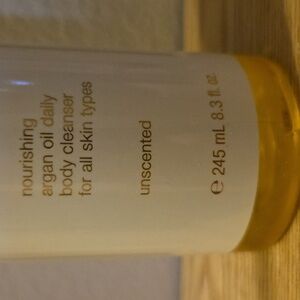 nourishing
argan oil daily
body cleanser
for all skin types
unscented
℮ 245 mL 8.3 fl. oz.